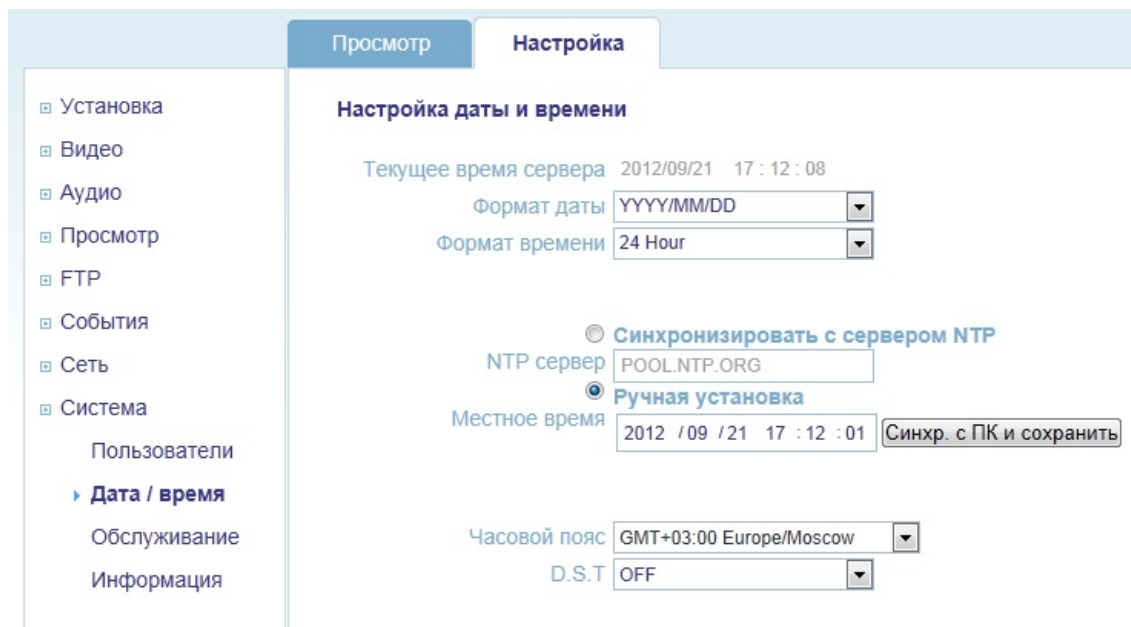 Просмотр
Настройка
Установка
Видео
Аудио
Просмотр
FTP
События
Сеть
Система
Пользователи
Дата / время
Обслуживание
Информация
Настройка даты и времени
Текущее время сервера 2012/09/21 17 : 12 : 08
Формат даты YYYY/MM/DD
Формат времени 24 Hour
Синхронизировать с сервером NTP
NTP сервер POOL.NTP.ORG
Ручная установка
Местное время 2012 / 09 / 21 17 : 12 : 01 Синхр. с ПК и сохранить
Часовой пояс GMT+03:00 Europe/Moscow
D.S.T OFF